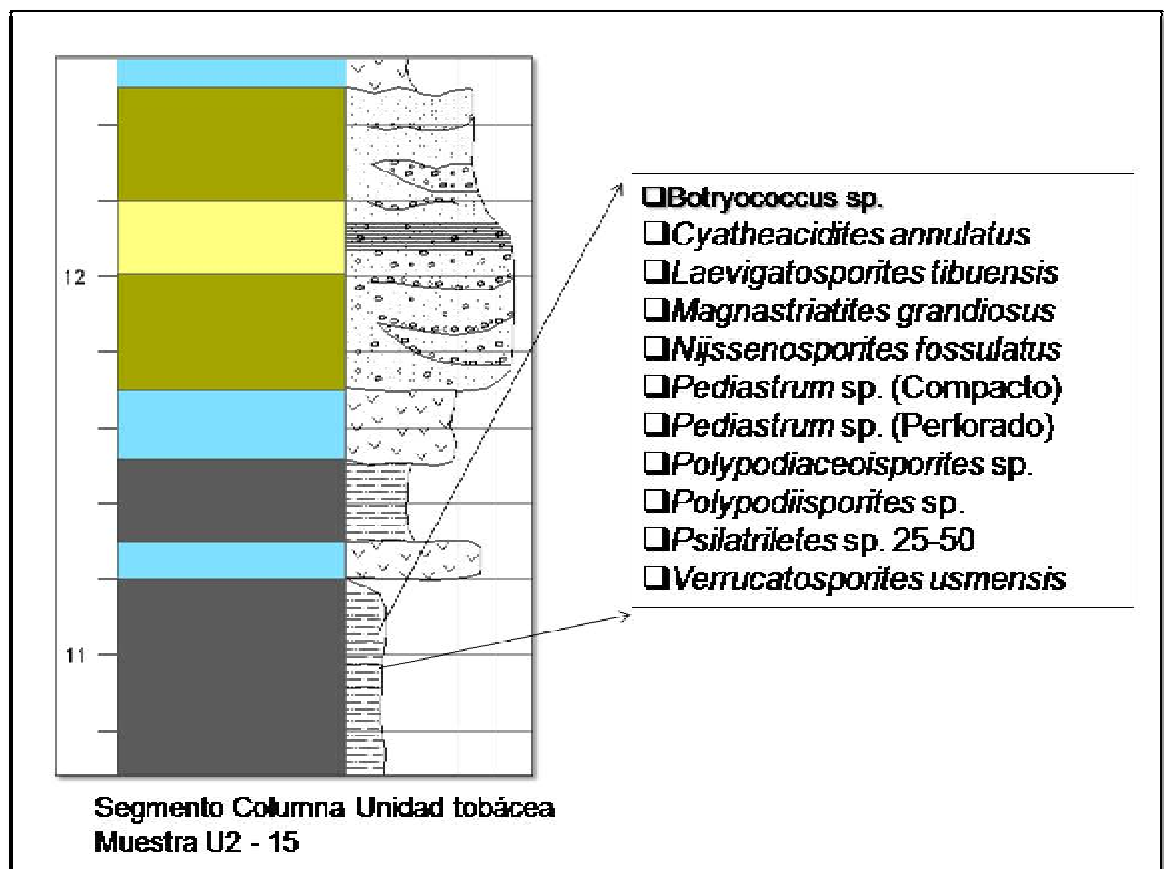 12
11
❑Botryococcus sp.
❑Cyatheacidites annulatus
❑Laevigatosporites tibuensis
❑Magnastriatites grandiosus
❑Nijssenosporites fossulatus
❑Pediastrum sp. (Compacto)
❑Pediastrum sp. (Perforado)
❑Polypodiaceoisporites sp.
❑Polypodiisporites sp.
❑Psilatriletes sp. 25-50
❑Verrucatosporites usmensis
Segmento Columna Unidad tobácea
Muestra U2 - 15